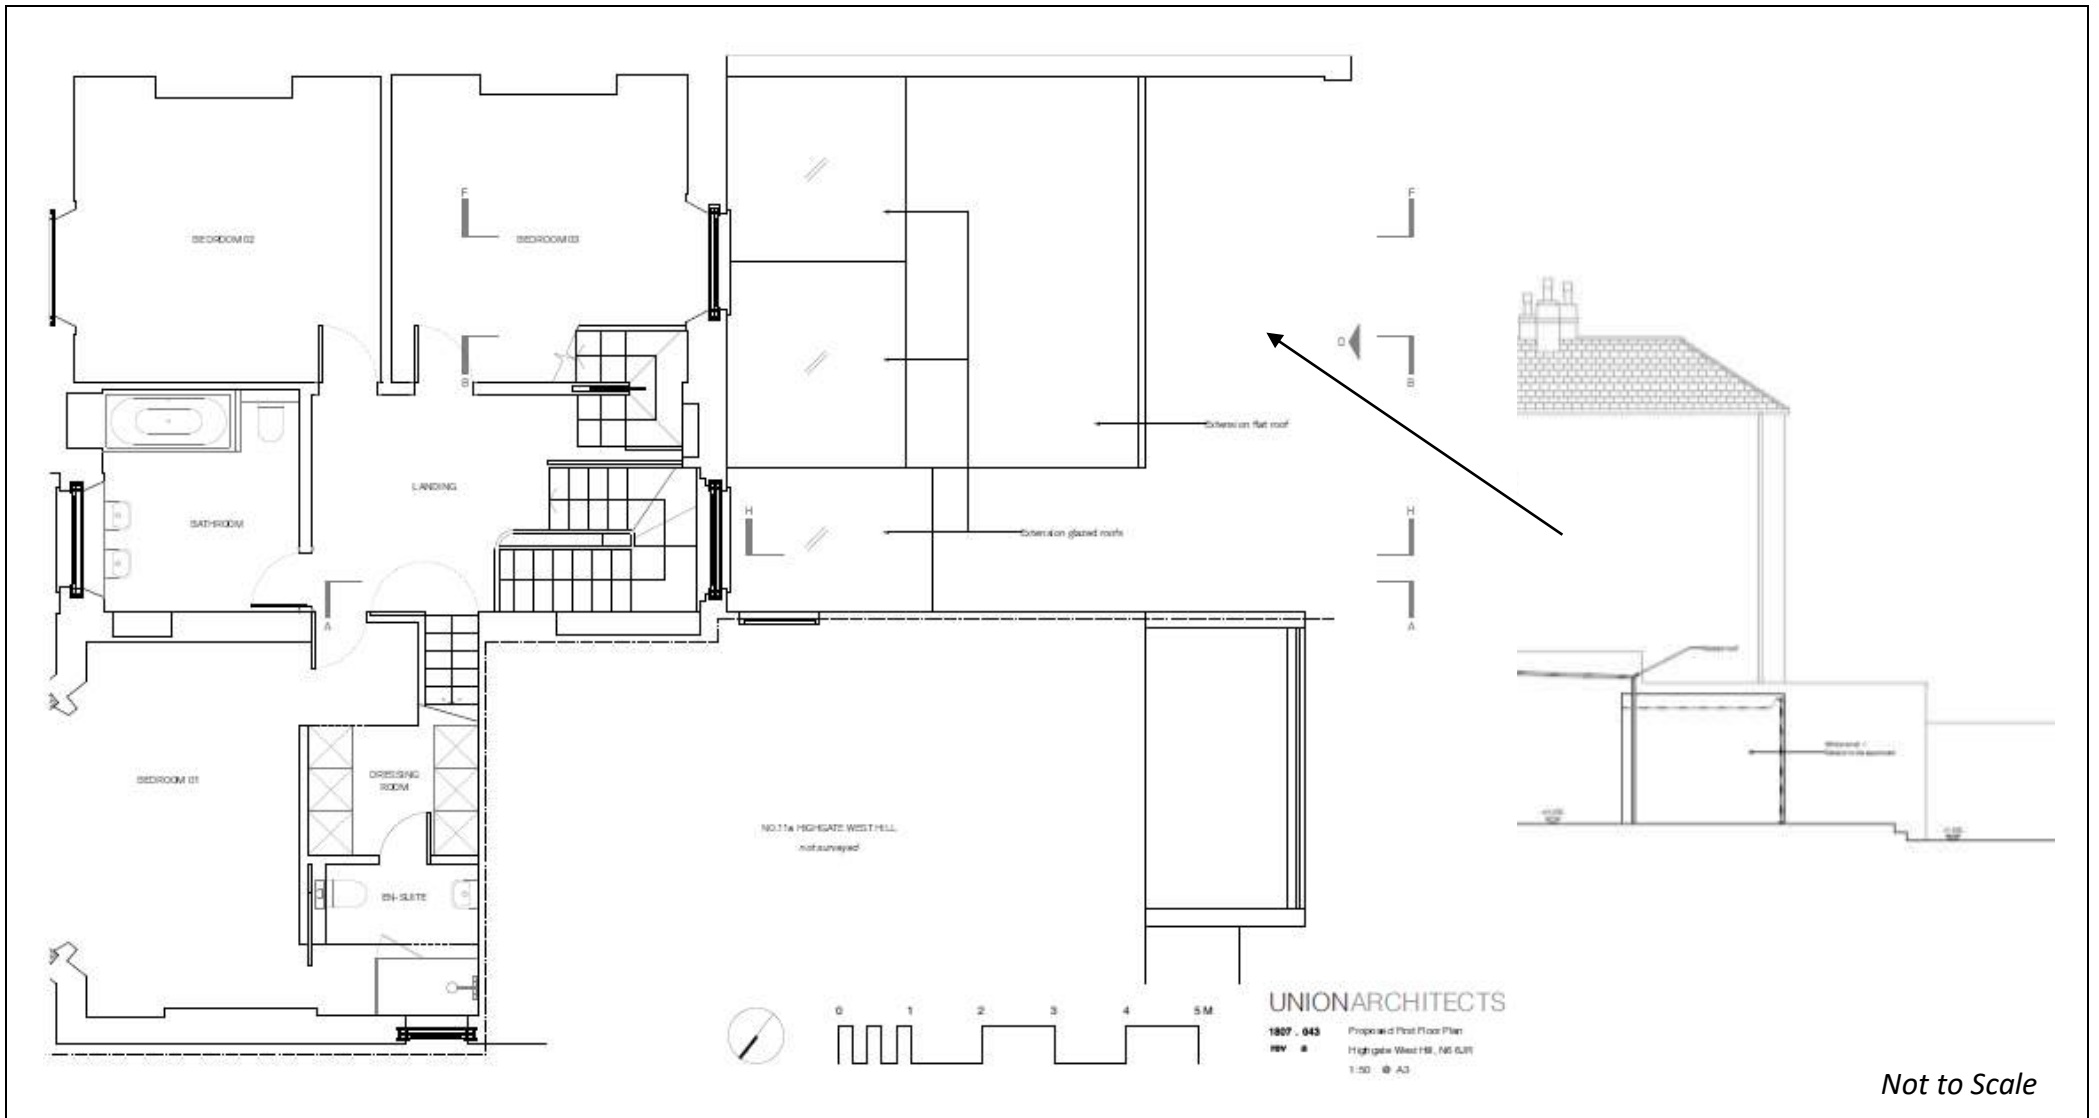 F
F
BEDROOM 02
BEDROOM 03
D
B
B
Extension flat roof
LANDING
H
H
BATHROOM
Extension glazed roofs
A
A
BEDROOM 01
DRESSING
ROOM
NO.11a HIGHGATE WEST HILL
not surveyed
EN-SUITE
0 1 2 3 4 5 M
UNIONARCHITECTS
1807 . 043 Proposed First Floor Plan
rev a Highgate West Hill, N6 6JR
1:50 @ A3
Not to Scale